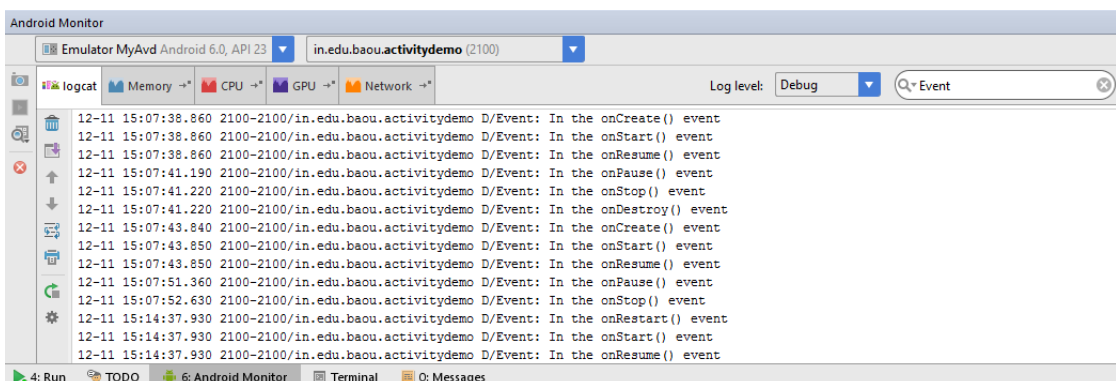 Android Monitor
Emulator MyAvd Android 6.0, API 23 in.edu.baou.activitydemo (2100)
logcat Memory CPU GPU Network Log level: Debug Event
12-11 15:07:38.860 2100-2100/in.edu.baou.activitydemo D/Event: In the onCreate() event
12-11 15:07:38.860 2100-2100/in.edu.baou.activitydemo D/Event: In the onStart() event
12-11 15:07:38.860 2100-2100/in.edu.baou.activitydemo D/Event: In the onResume() event
12-11 15:07:41.190 2100-2100/in.edu.baou.activitydemo D/Event: In the onPause() event
12-11 15:07:41.220 2100-2100/in.edu.baou.activitydemo D/Event: In the onStop() event
12-11 15:07:41.220 2100-2100/in.edu.baou.activitydemo D/Event: In the onDestroy() event
12-11 15:07:43.840 2100-2100/in.edu.baou.activitydemo D/Event: In the onCreate() event
12-11 15:07:43.850 2100-2100/in.edu.baou.activitydemo D/Event: In the onStart() event
12-11 15:07:43.850 2100-2100/in.edu.baou.activitydemo D/Event: In the onResume() event
12-11 15:07:51.360 2100-2100/in.edu.baou.activitydemo D/Event: In the onPause() event
12-11 15:07:52.630 2100-2100/in.edu.baou.activitydemo D/Event: In the onStop() event
12-11 15:14:37.930 2100-2100/in.edu.baou.activitydemo D/Event: In the onRestart() event
12-11 15:14:37.930 2100-2100/in.edu.baou.activitydemo D/Event: In the onStart() event
12-11 15:14:37.930 2100-2100/in.edu.baou.activitydemo D/Event: In the onResume() event
4: Run TODO 6: Android Monitor Terminal 0: Messages